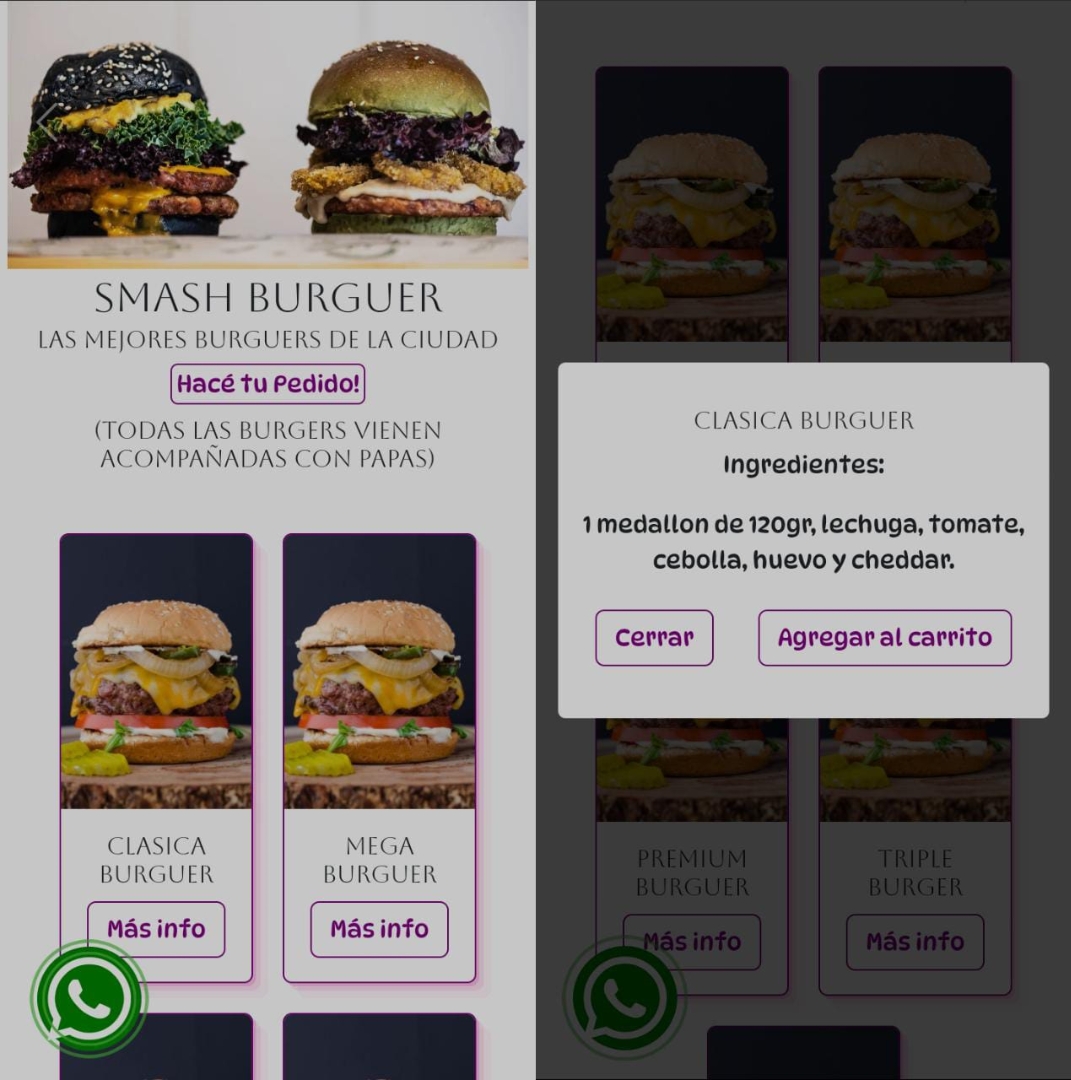 SMASH BURGUER
LAS MEJORES BURGUERS DE LA CIUDAD
Hacé tu Pedido!
(TODAS LAS BURGERS VIENEN
ACOMPAÑADAS CON PAPAS)
CLASICA
BURGUER
Más info
MEGA
BURGUER
Más info
CLASICA BURGUER
Ingredientes:
1 medallon de 120gr, lechuga, tomate,
cebolla, huevo y cheddar.
Cerrar
Agregar al carrito
PREMIUM
BURGUER
Más info
TRIPLE
BURGER
Más info